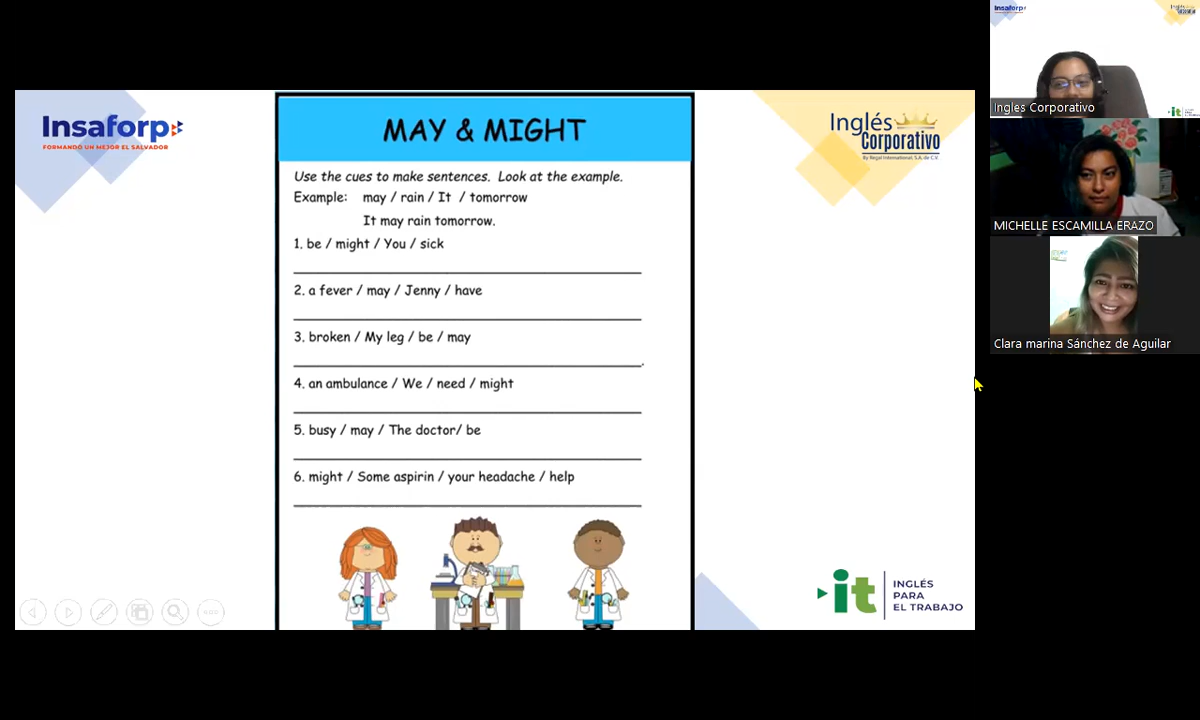 Insaforp
FORMANDO UN MEJOR EL SALVADOR
MAY & MIGHT
Inglés
Corporativo
By Regal International, S.A. de C.V.
Use the cues to make sentences. Look at the example.
Example: may / rain / It / tomorrow
It may rain tomorrow.
1. be / might / You / sick
2. a fever / may / Jenny / have
3. broken / My leg / be / may
4. an ambulance / We / need / might
5. busy / may / The doctor/ be
6. might / Some aspirin / your headache / help
it
INGLÉS
PARA
EL TRABAJO
Insaforp
Ingles Corporativo
it
MICHELLE ESCAMILLA ERAZO
Clara marina Sánchez de Aguilar